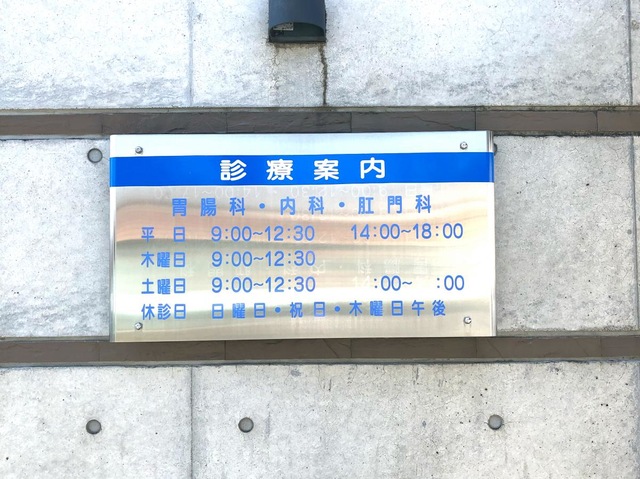 診療案内
胃腸科・内科・肛門科
平日 9:00~12:30 14:00~18:00
木曜日 9:00~12:30
土曜日 9:00~12:30 :00~ :00
休診日 日曜日・祝日・木曜日午後